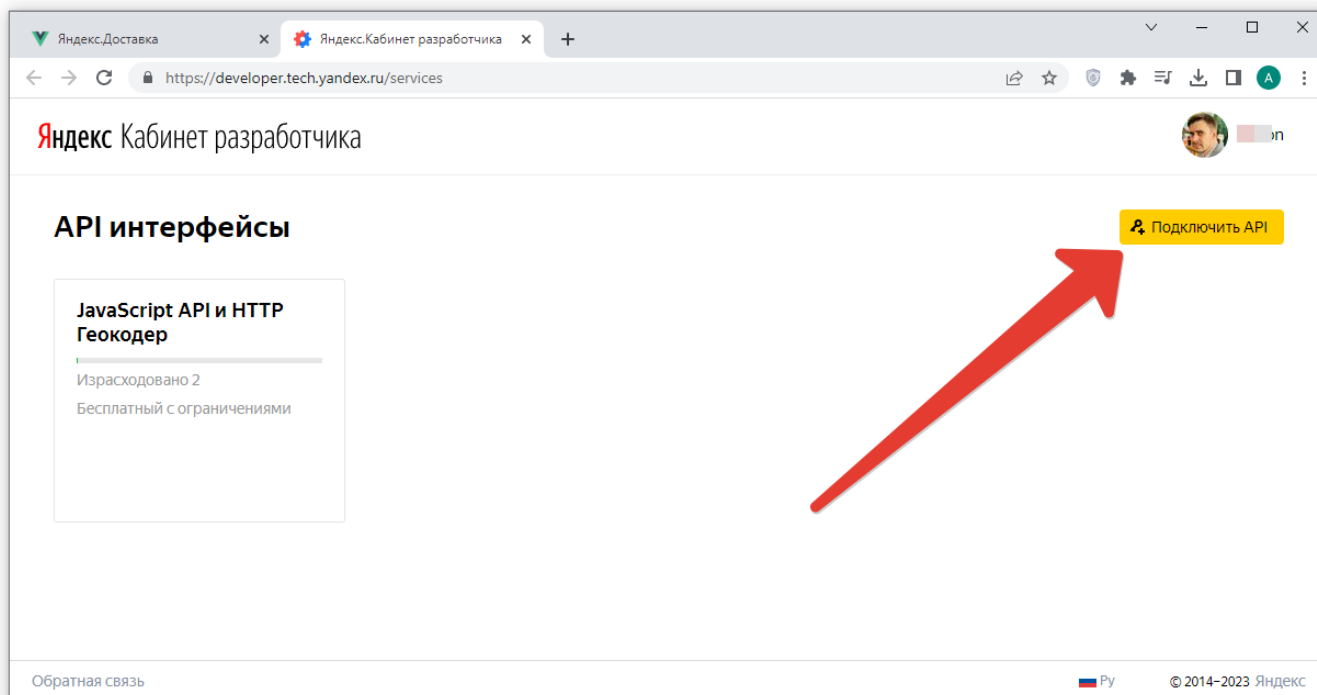 Яндекс.Доставка
Яндекс.Кабинет разработчика
https://developer.tech.yandex.ru/services
A
Яндекс Кабинет разработчика
on
API интерфейсы
Подключить API
JavaScript API и HTTP
Геокодер
Израсходовано 2
Бесплатный с ограничениями
Обратная связь
Ру
© 2014–2023 Яндекс